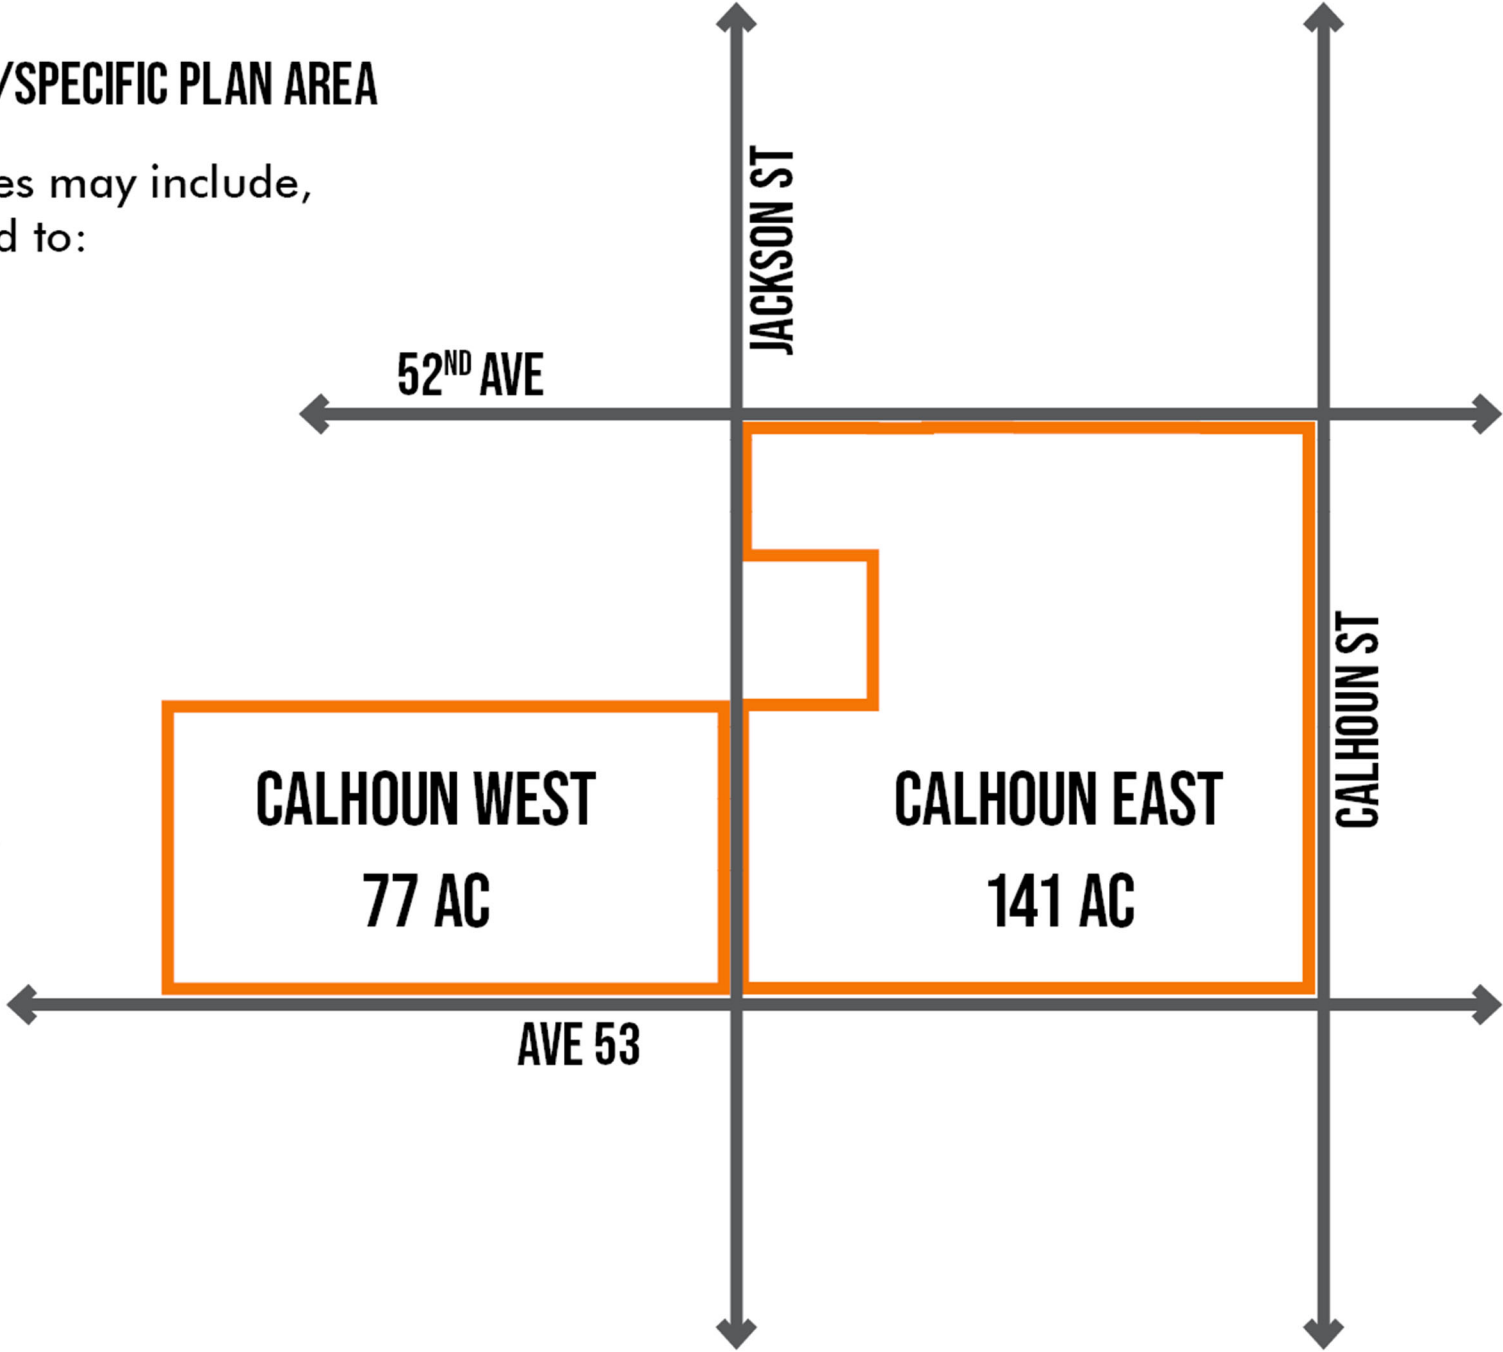 /SPECIFIC PLAN AREA
es may include,
d to:
JACKSON ST
52ND AVE
CALHOUN ST
CALHOUN WEST
77 AC
CALHOUN EAST
141 AC
AVE 53